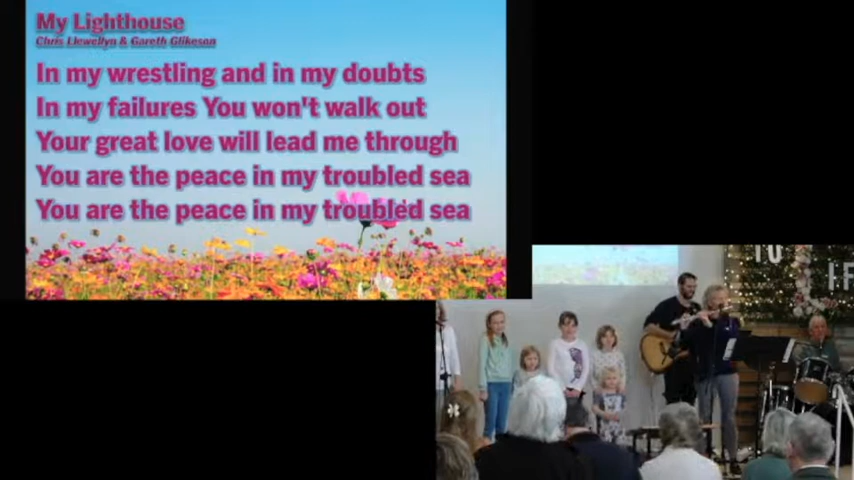 My Lighthouse
Chris Llewellyn & Gareth Gilkeson
In my wrestling and in my doubts
In my failures You won't walk out
Your great love will lead me through
You are the peace in my troubled sea
You are the peace in my troubled sea